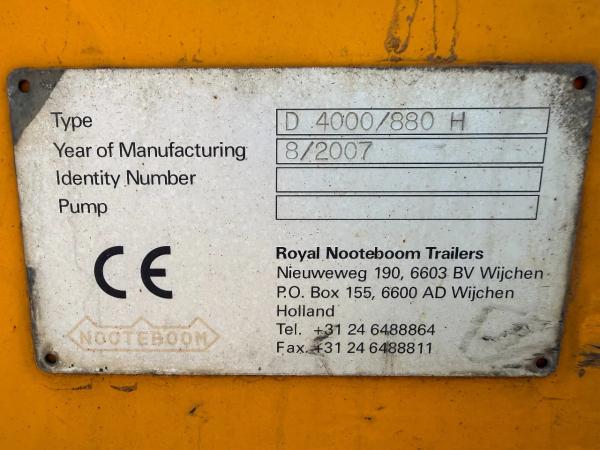 Type D 4000/880 H
Year of Manufacturing 8/2007
Identity Number
Pump
CE
NOOTEBOOM
Royal Nooteboom Trailers
Nieuweweg 190, 6603 BV Wijchen
P.O. Box 155, 6600 AD Wijchen
Holland
Tel. +31 24 6488864
Fax. +31 24 6488811